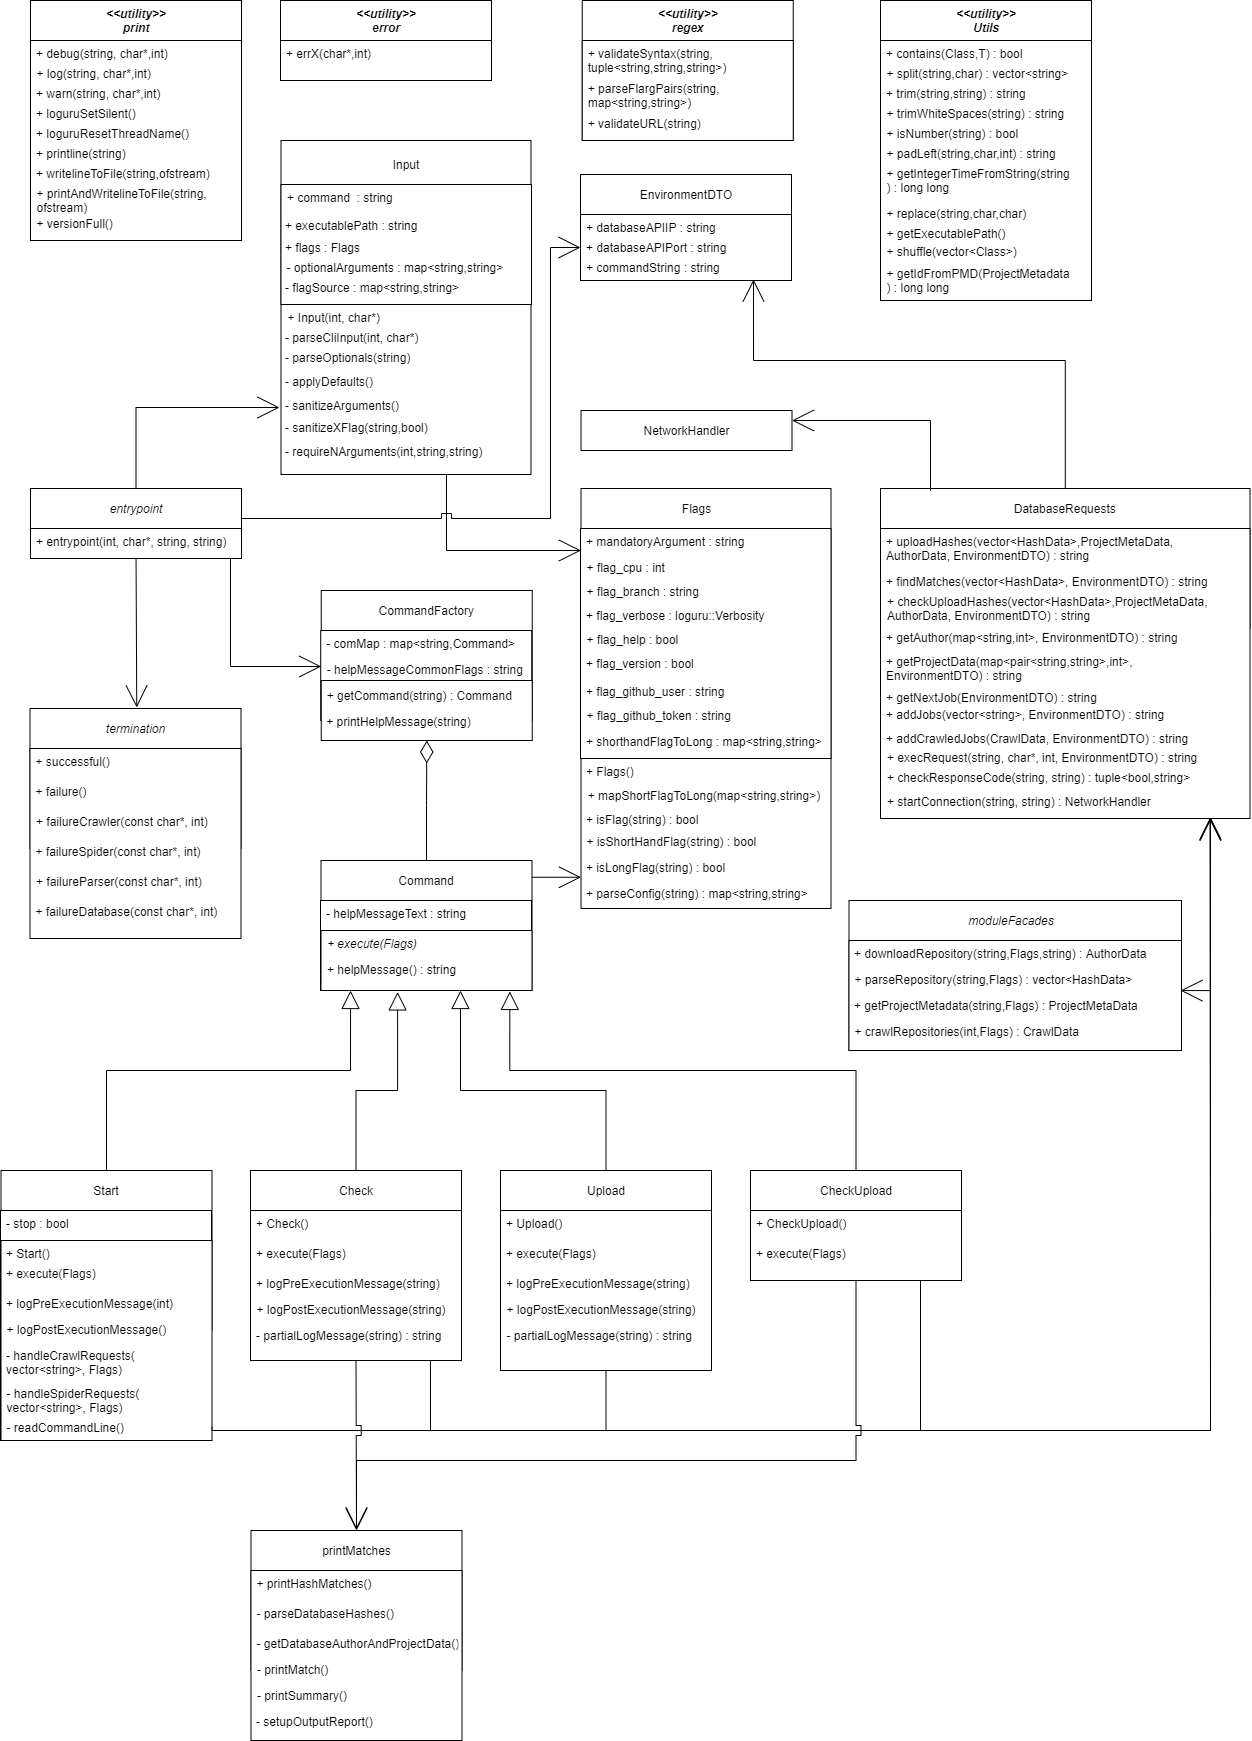 <<utility>>
print
+ debug(string, char*,int)
+ log(string, char*,int)
+ warn(string, char*,int)
+ loguruSetSilent()
+ loguruResetThreadName()
+ printline(string)
+ writelineToFile(string,ofstream)
+ printAndWritelineToFile(string,
ofstream)
+ versionFull()
<<utility>>
error
+ errX(char*,int)
<<utility>>
regex
+ validateSyntax(string,
tuple<string,string,string>)
+ parseFlargPairs(string,
map<string,string>)
+ validateURL(string)
<<utility>>
Utils
+ contains(Class,T) : bool
+ split(string,char) : vector<string>
+ trim(string,string) : string
+ trimWhiteSpaces(string) : string
+ isNumber(string) : bool
+ padLeft(string,char,int) : string
+ getIntegerTimeFromString(string
) : long long
+ replace(string,char,char)
+ getExecutablePath()
+ shuffle(vector<Class>)
+ getIdFromPMD(ProjectMetadata
) : long long
Input
+ command  : string
+ executablePath : string
+ flags : Flags
- optionalArguments : map<string,string>
- flagSource : map<string,string>
+ Input(int, char*)
- parseCliInput(int, char*)
- parseOptionals(string)
- applyDefaults()
- sanitizeArguments()
- sanitizeXFlag(string,bool)
- requireNArguments(int,string,string)
EnvironmentDTO
+ databaseAPIIP : string
+ databaseAPIPort : string
+ commandString : string
NetworkHandler
entrypoint
+ entrypoint(int, char*, string, string)
Flags
+ mandatoryArgument : string
+ flag_cpu : int
+ flag_branch : string
+ flag_verbose : loguru::Verbosity
+ flag_help : bool
+ flag_version : bool
+ flag_github_user : string
+ flag_github_token : string
+ shorthandFlagToLong : map<string,string>
+ Flags()
+ mapShortFlagToLong(map<string,string>)
+ isFlag(string) : bool
+ isShortHandFlag(string) : bool
+ isLongFlag(string) : bool
+ parseConfig(string) : map<string,string>
DatabaseRequests
+ uploadHashes(vector<HashData>,ProjectMetaData,
AuthorData, EnvironmentDTO) : string
+ findMatches(vector<HashData>, EnvironmentDTO) : string
+ checkUploadHashes(vector<HashData>,ProjectMetaData,
AuthorData, EnvironmentDTO) : string
+ getAuthor(map<string,int>, EnvironmentDTO) : string
+ getProjectData(map<pair<string,string>,int>,
EnvironmentDTO) : string
+ getNextJob(EnvironmentDTO) : string
+ addJobs(vector<string>, EnvironmentDTO) : string
+ addCrawledJobs(CrawlData, EnvironmentDTO) : string
+ execRequest(string, char*, int, EnvironmentDTO) : string
+ checkResponseCode(string, string) : tuple<bool,string>
+ startConnection(string, string) : NetworkHandler
CommandFactory
- comMap : map<string,Command>
- helpMessageCommonFlags : string
+ getCommand(string) : Command
+ printHelpMessage(string)
termination
+ successful()
+ failure()
+ failureCrawler(const char*, int)
+ failureSpider(const char*, int)
+ failureParser(const char*, int)
+ failureDatabase(const char*, int)
Command
- helpMessageText : string
+ execute(Flags)
+ helpMessage() : string
moduleFacades
+ downloadRepository(string,Flags,string) : AuthorData
+ parseRepository(string,Flags) : vector<HashData>
+ getProjectMetadata(string,Flags) : ProjectMetaData
+ crawlRepositories(int,Flags) : CrawlData
Start
- stop : bool
+ Start()
+ execute(Flags)
+ logPreExecutionMessage(int)
+ logPostExecutionMessage()
- handleCrawlRequests(
vector<string>, Flags)
- handleSpiderRequests(
vector<string>, Flags)
- readCommandLine()
Check
+ Check()
+ execute(Flags)
+ logPreExecutionMessage(string)
+ logPostExecutionMessage(string)
- partialLogMessage(string) : string
Upload
+ Upload()
+ execute(Flags)
+ logPreExecutionMessage(string)
+ logPostExecutionMessage(string)
- partialLogMessage(string) : string
CheckUpload
+ CheckUpload()
+ execute(Flags)
printMatches
+ printHashMatches()
- parseDatabaseHashes()
- getDatabaseAuthorAndProjectData()
- printMatch()
- printSummary()
- setupOutputReport()